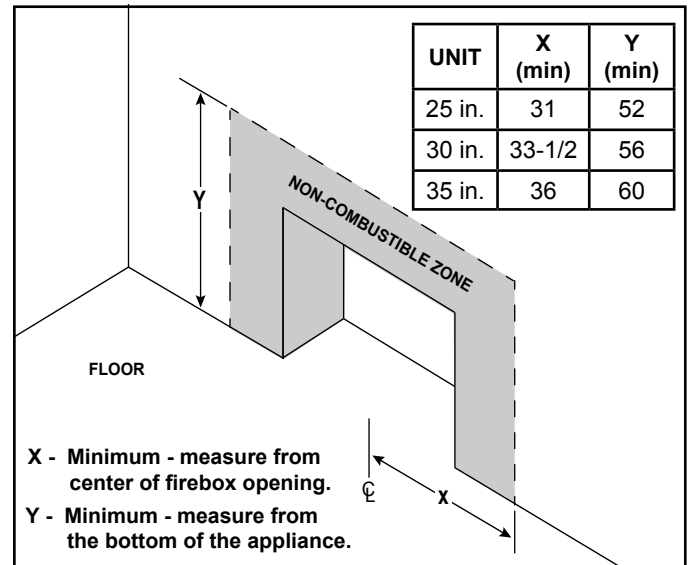 UNIT X (min) Y (min)
25 in. 31 52
30 in. 33-1/2 56
35 in. 36 60
Y
NON-COMBUSTIBLE ZONE
FLOOR
X - Minimum - measure from
center of firebox opening.
℄
X
Y - Minimum - measure from
the bottom of the appliance.